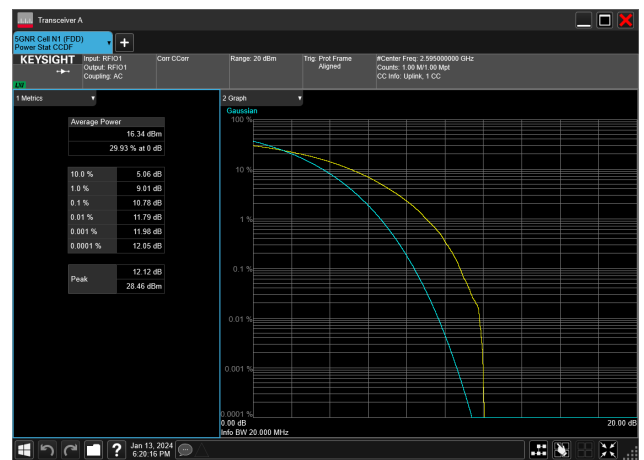 Transceiver A
5GNR Cell N1 (FDD)
Power Stat CCDF
KEYSIGHT
Input: RFIO1
Output: RFIO1
Coupling: AC
Corr CCorr
Range: 20 dBm
Trig: Prot Frame
Aligned
#Center Freq: 2.595000000 GHz
Counts: 1.00 M/1.00 Mpt
CC Info: Uplink, 1 CC
1 Metrics
Average Power
16.34 dBm
29.93 % at 0 dB
10.0 % 5.06 dB
1.0 % 9.01 dB
0.1 % 10.78 dB
0.01 % 11.79 dB
0.001 % 11.98 dB
0.0001 % 12.05 dB
Peak 12.12 dB
28.46 dBm
2 Graph
Gaussian
100 %
10 %
1 %
0.1 %
0.01 %
0.001 %
0.0001 %
0.00 dB 20.00 dB
Info BW 20.000 MHz
Jan 13, 2024
6:20:16 PM